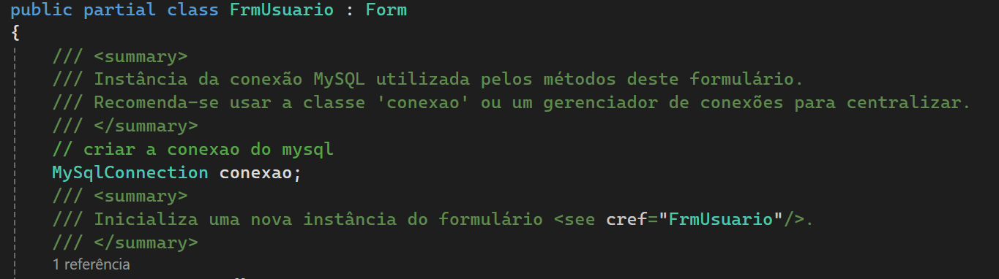 public partial class FrmUsuario : Form
{
/// <summary>
/// Instância da conexão MySQL utilizada pelos métodos deste formulário.
/// Recomenda-se usar a classe 'conexao' ou um gerenciador de conexões para centralizar.
/// </summary>
// criar a conexao do mysql
MySqlConnection conexao;
/// <summary>
/// Inicializa uma nova instância do formulário <see cref="FrmUsuario"/>.
/// </summary>
1 referência